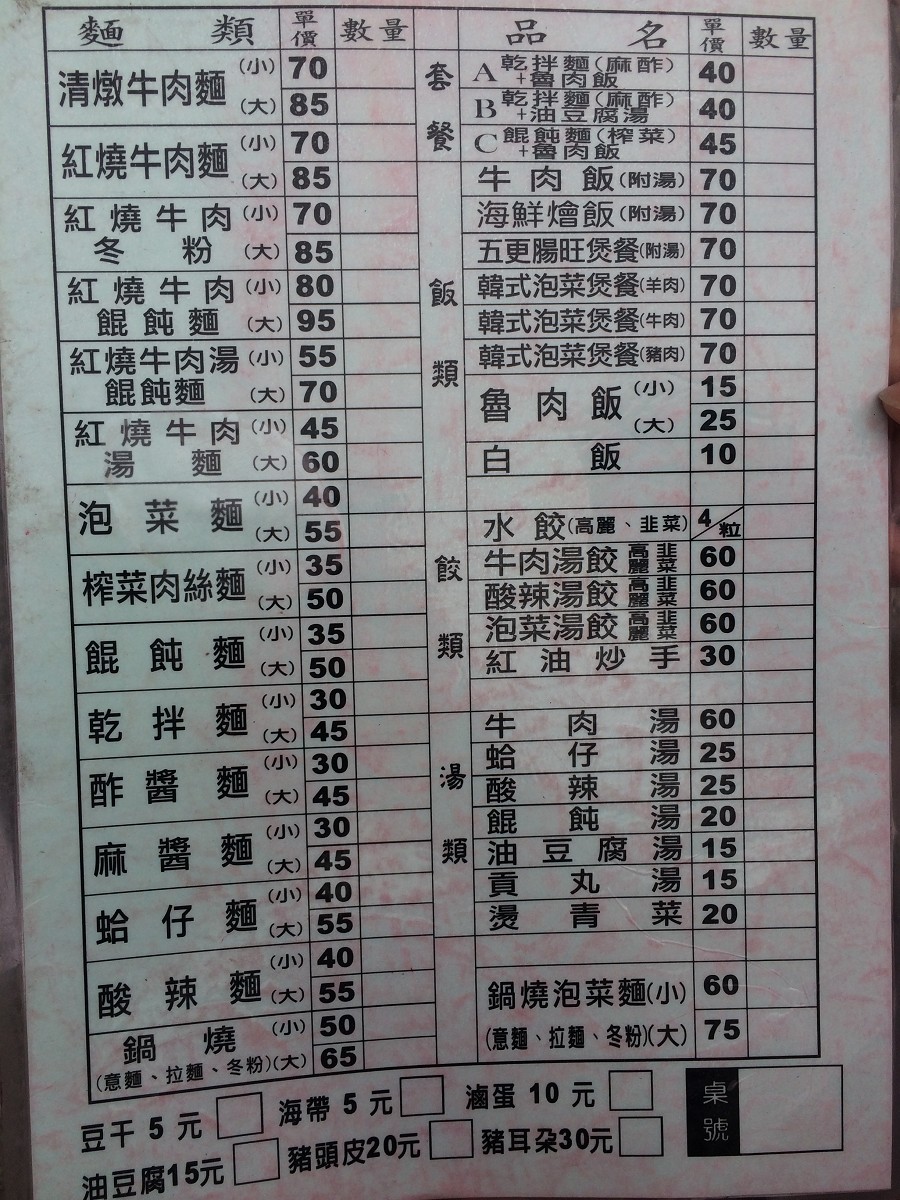 麵類 單價 數量
清燉牛肉麵 (小) 70
(大) 85
紅燒牛肉麵 (小) 70
(大) 85
紅燒牛肉 (小) 70
冬粉 (大) 85
紅燒牛肉 (小) 80
餛飩麵 (大) 95
紅燒牛肉湯 (小) 55
餛飩麵 (大) 70
紅燒牛肉 (小) 45
湯麵 (大) 60
泡菜麵 (小) 40
(大) 55
榨菜肉絲麵 (小) 35
(大) 50
餛飩麵 (小) 35
(大) 50
乾拌麵 (小) 30
(大) 45
酢醬麵 (小) 30
(大) 45
麻醬麵 (小) 30
(大) 45
蛤仔麵 (小) 40
(大) 55
酸辣麵 (小) 40
(大) 55
鍋燒 (小) 50
(意麵、拉麵、冬粉)(大) 65
品名 單價 數量
套餐
A 乾拌麵(麻酢)
+魯肉飯 40
B 乾拌麵(麻酢)
+油豆腐湯 40
C 餛飩麵(榨菜)
+魯肉飯 45
飯類
牛肉飯(附湯) 70
海鮮燴飯(附湯) 70
五更腸旺煲餐(附湯) 70
韓式泡菜煲餐(羊肉) 70
韓式泡菜煲餐(牛肉) 70
韓式泡菜煲餐(豬肉) 70
魯肉飯 (小) 15
(大) 25
白飯 10
餃類
水餃(高麗、韭菜) 4/粒
牛肉湯餃 高麗 韭菜 60
酸辣湯餃 高麗 韭菜 60
泡菜湯餃 高麗 韭菜 60
紅油炒手 30
湯類
牛肉湯 60
蛤仔湯 25
酸辣湯 25
餛飩湯 20
油豆腐湯 15
貢丸湯 15
燙青菜 20
鍋燒泡菜麵(小) 60
(意麵、拉麵、冬粉)(大) 75
豆干5元 海帶5元 滷蛋10元
油豆腐15元 豬頭皮20元 豬耳朵30元
桌號